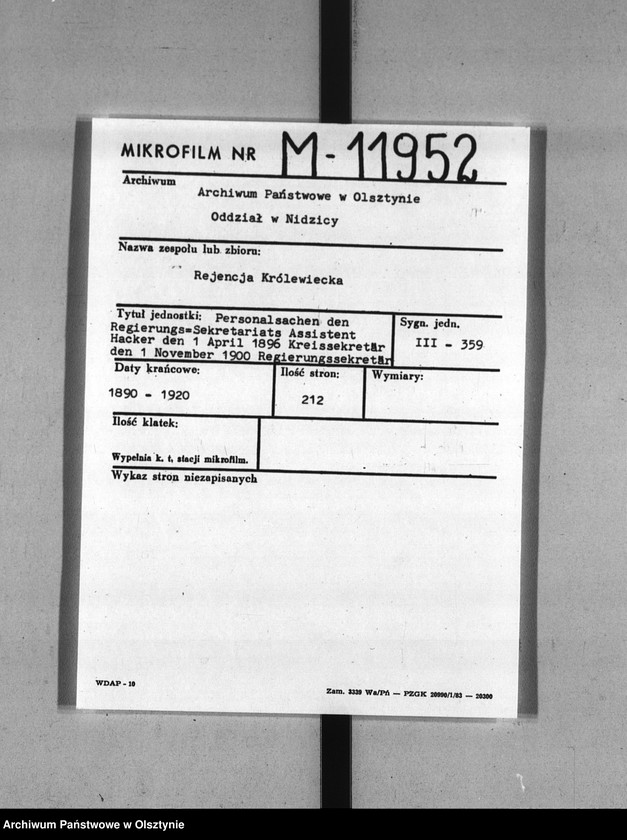 MIKROFILM NR M-11952
Archiwum
Archiwum Państwowe w Olsztynie
Oddział w Nidzicy
Nazwa zespołu lub zbioru:
Rejencja Królewiecka
Tytuł jednostki: Personalsachen den
Regierungs=Sekretariats Assistent
Hacker den 1 April 1896 Kreissekretär
den 1 November 1900 Regierungssekretär
Sygn. jedn.
III - 359
Daty krańcowe:
1890 - 1920
Ilość stron:
212
Wymiary:
Ilość klatek:
Wypełnia k. t. stacji mikrofilm.
Wykaz stron niezapisanych
WDAP - 10
Zam. 3339 Wa/Pń — PZGK 20990/1/83 — 20300
Archiwum Państwowe w Olsztynie